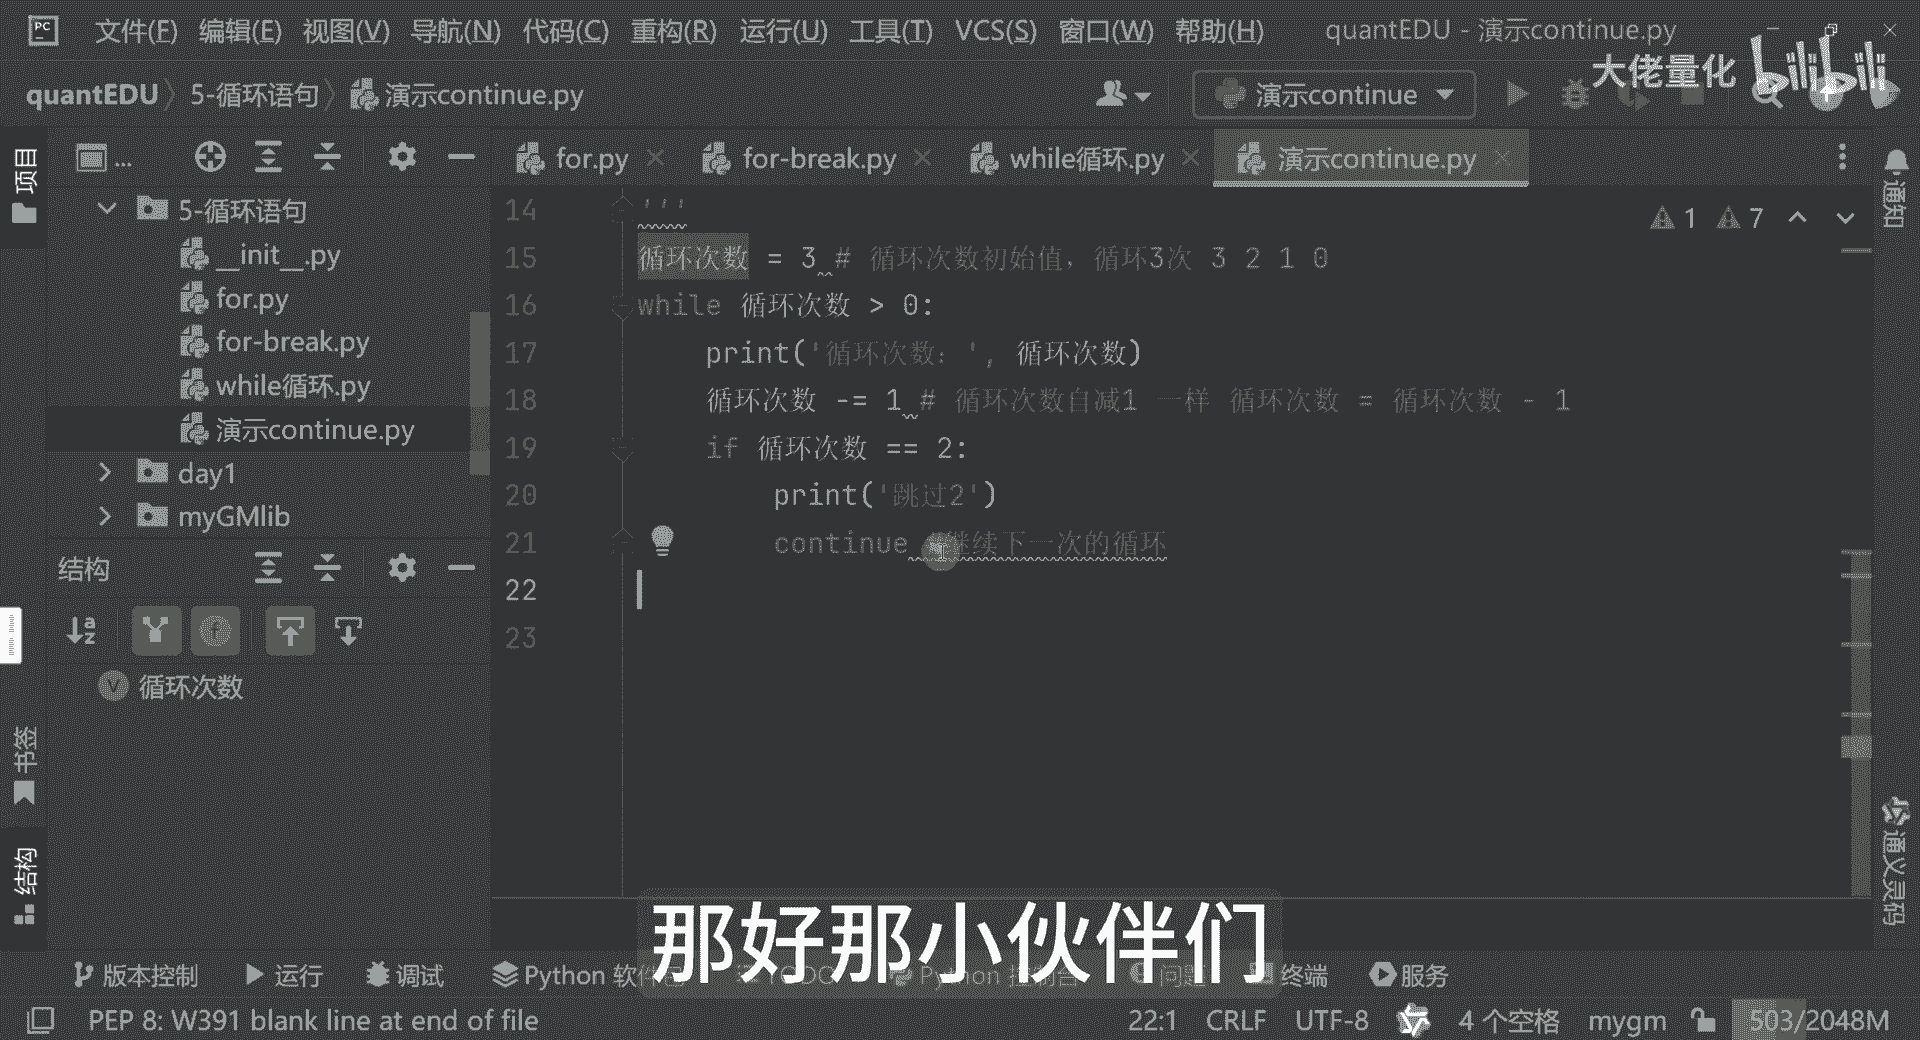 PC 文件(F) 编辑(E) 视图(V) 导航(N) 代码(C) 重构(R) 运行(U) 工具(T) VCS(S) 窗口(W) 帮助(H) quantEDU - 演示continue.py
大佬量化 bilibili
quantEDU 5-循环语句 演示continue.py 演示continue
项目
...
for.py for-break.py while循环.py 演示continue.py
通知
5-循环语句
__init__.py
for.py
for-break.py
while循环.py
演示continue.py
day1
myGMlib
结构
循环次数
书签
结构
14 '''
15 循环次数 = 3 # 循环次数初始值，循环3次 3 2 1 0
16 while 循环次数 > 0:
17 print('循环次数：', 循环次数)
18 循环次数 -= 1 # 循环次数自减1 一样 循环次数 = 循环次数 - 1
19 if 循环次数 == 2:
20 print('跳过2')
21 continue #继续下一次的循环
22
23
1 7
通义灵码
那好那小伙伴们
版本控制 运行 调试 Python 软件包 TODO Python 控制台 问题 终端 服务
PEP 8: W391 blank line at end of file 22:1 CRLF UTF-8 4 个空格 mygm 503/2048M